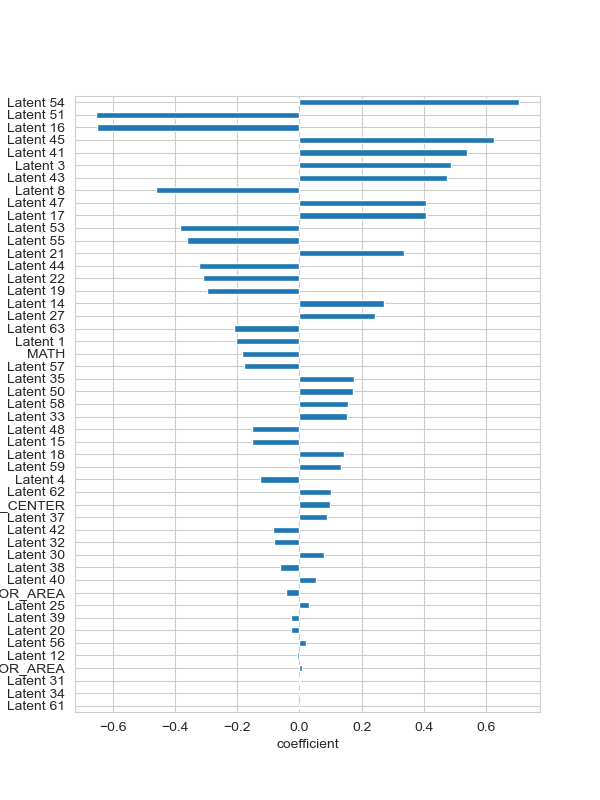 Latent 54
Latent 51
Latent 16
Latent 45
Latent 41
Latent 3
Latent 43
Latent 8
Latent 47
Latent 17
Latent 53
Latent 55
Latent 21
Latent 44
Latent 22
Latent 19
Latent 14
Latent 27
Latent 63
Latent 1
MATH
Latent 57
Latent 35
Latent 50
Latent 58
Latent 33
Latent 48
Latent 15
Latent 18
Latent 59
Latent 4
Latent 62
_CENTER
Latent 37
Latent 42
Latent 32
Latent 30
Latent 38
Latent 40
OR_AREA
Latent 25
Latent 39
Latent 20
Latent 56
Latent 12
OR_AREA
Latent 31
Latent 34
Latent 61
−0.6 −0.4 −0.2 0.0 0.2 0.4 0.6
coefficient